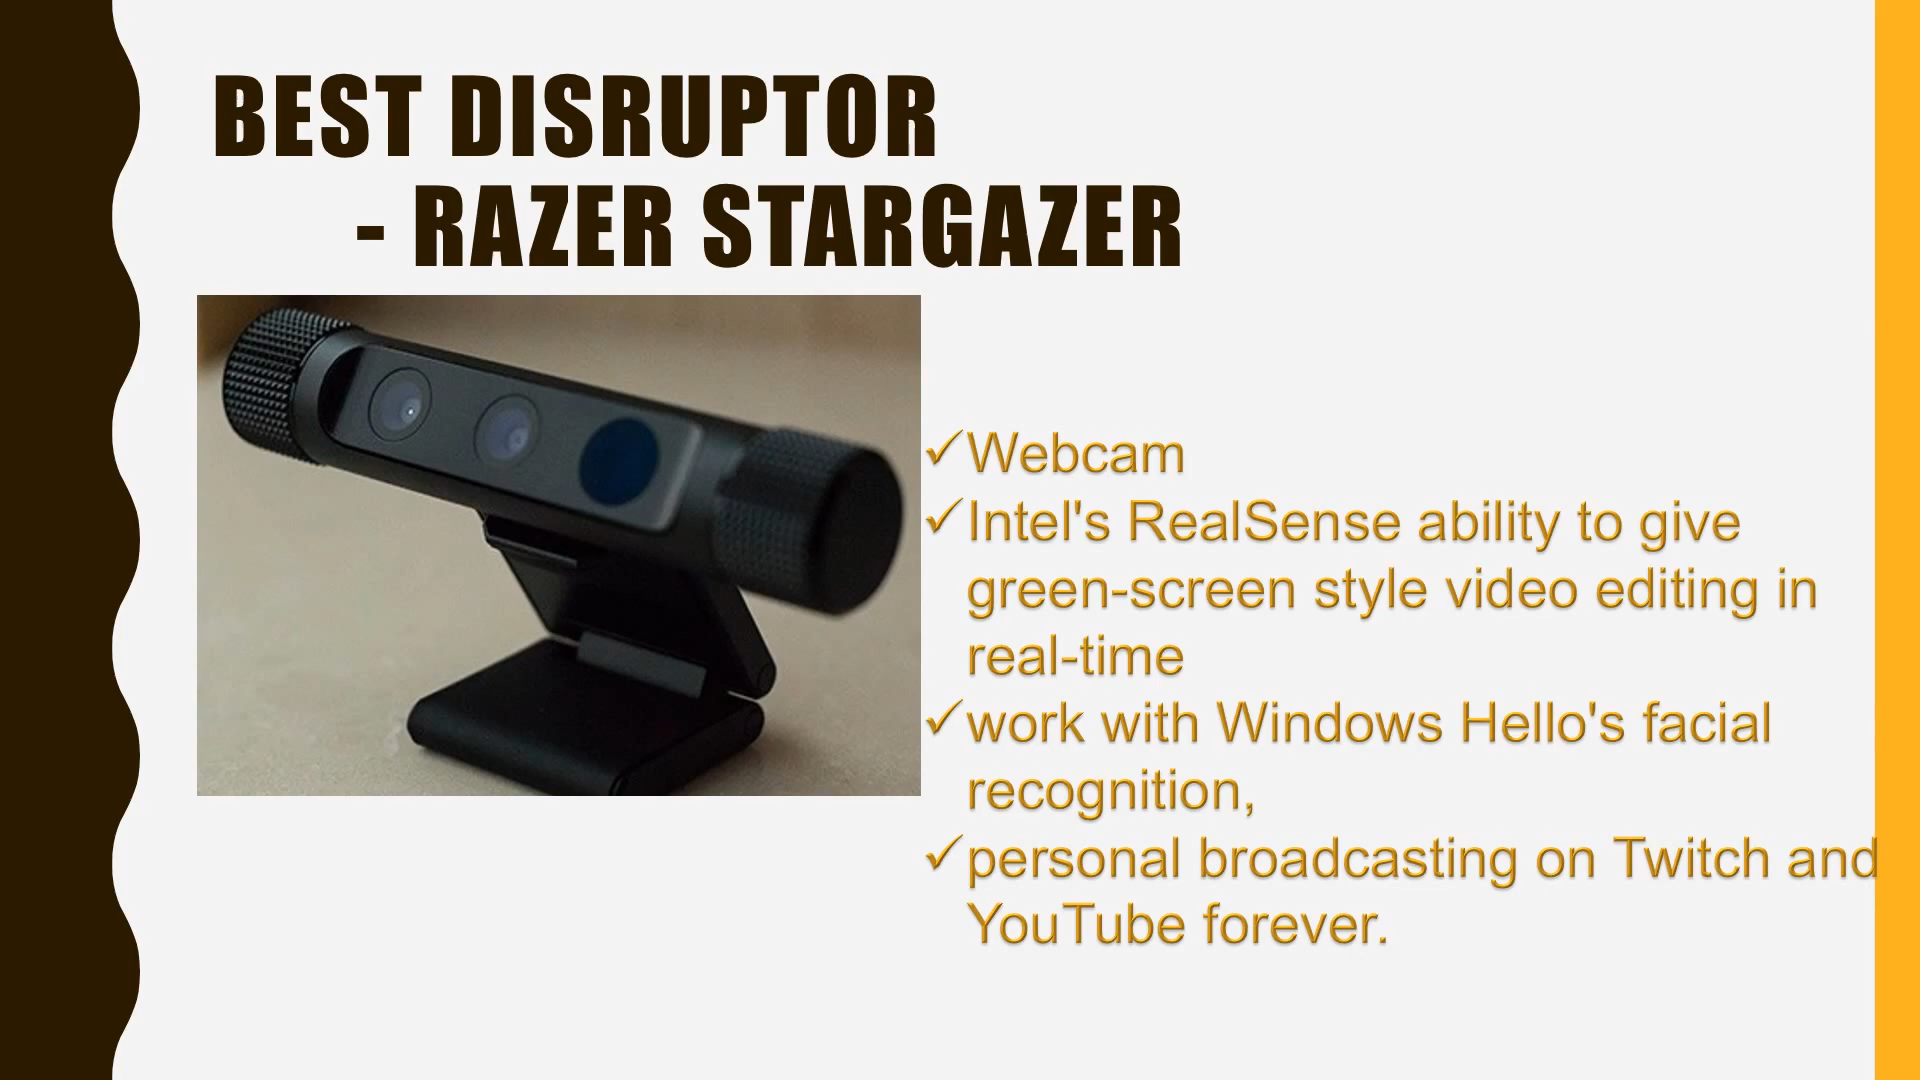 BEST DISRUPTOR
- RAZER STARGAZER
✓Webcam
✓Intel's RealSense ability to give
green-screen style video editing in
real-time
✓work with Windows Hello's facial
recognition,
✓personal broadcasting on Twitch and
YouTube forever.